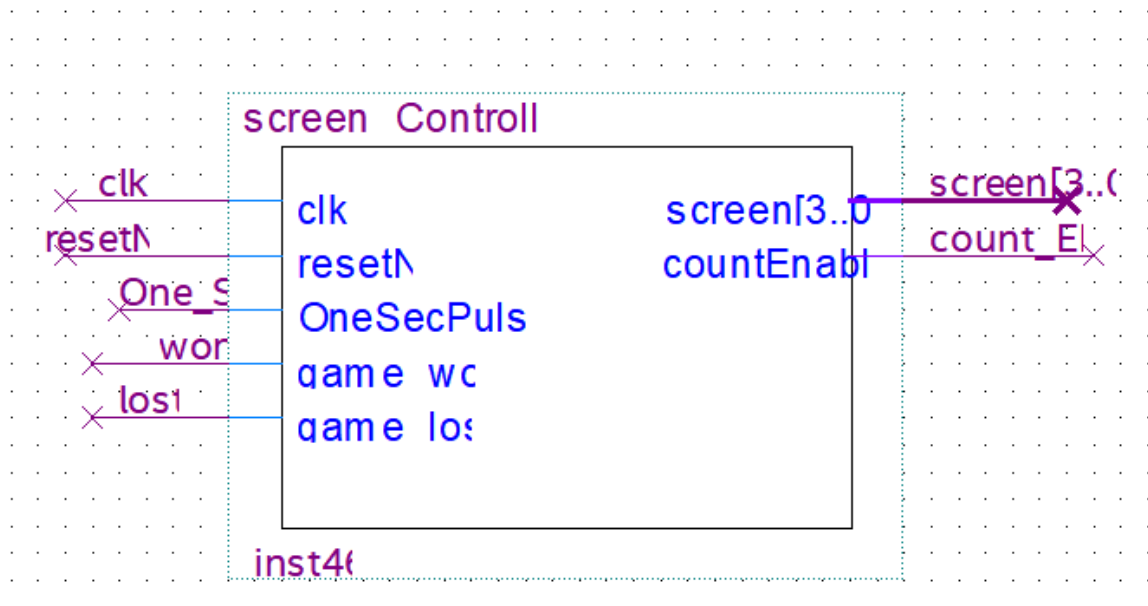 screen Controll
clk
resetN
One_S
won
lost
clk
resetN
OneSecPuls
game wo
game los
screen[3..0
countEnabl
screen[3..0
count_E
inst46